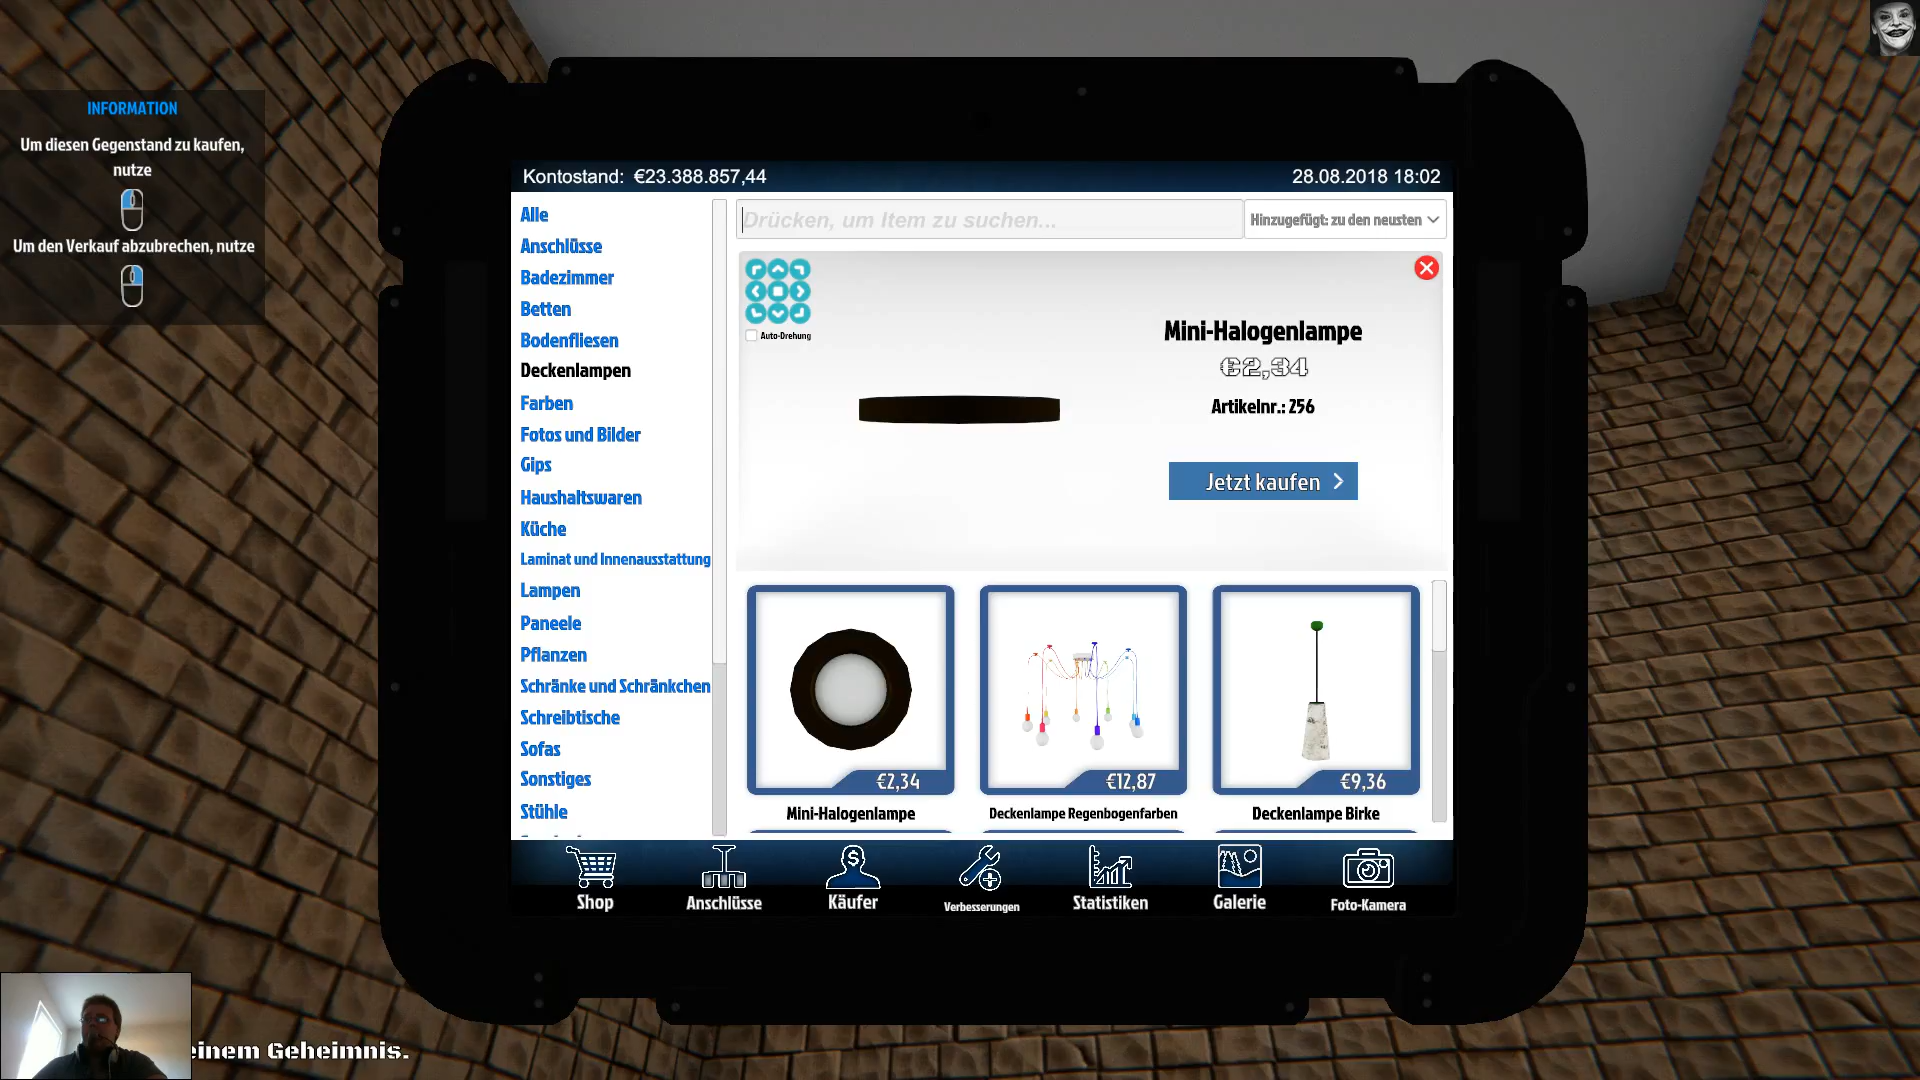 INFORMATION
Um diesen Gegenstand zu kaufen,
nutze
Um den Verkauf abzubrechen, nutze
Kontostand: €23.388.857,44
28.08.2018 18:02
Alle
Anschlüsse
Badezimmer
Betten
Bodenfliesen
Deckenlampen
Farben
Fotos und Bilder
Gips
Haushaltswaren
Küche
Laminat und Innenausstattung
Lampen
Paneele
Pflanzen
Schränke und Schränkchen
Schreibtische
Sofas
Sonstiges
Stühle
Drücken, um Item zu suchen...
Hinzugefügt: zu den neusten
Auto-Drehung
Mini-Halogenlampe
€2,34
Artikelnr.: 256
Jetzt kaufen
€2,34
Mini-Halogenlampe
€12,87
Deckenlampe Regenbogenfarben
€9,36
Deckenlampe Birke
Shop
Anschlüsse
Käufer
Verbesserungen
Statistiken
Galerie
Foto-Kamera
einem Geheimnis.